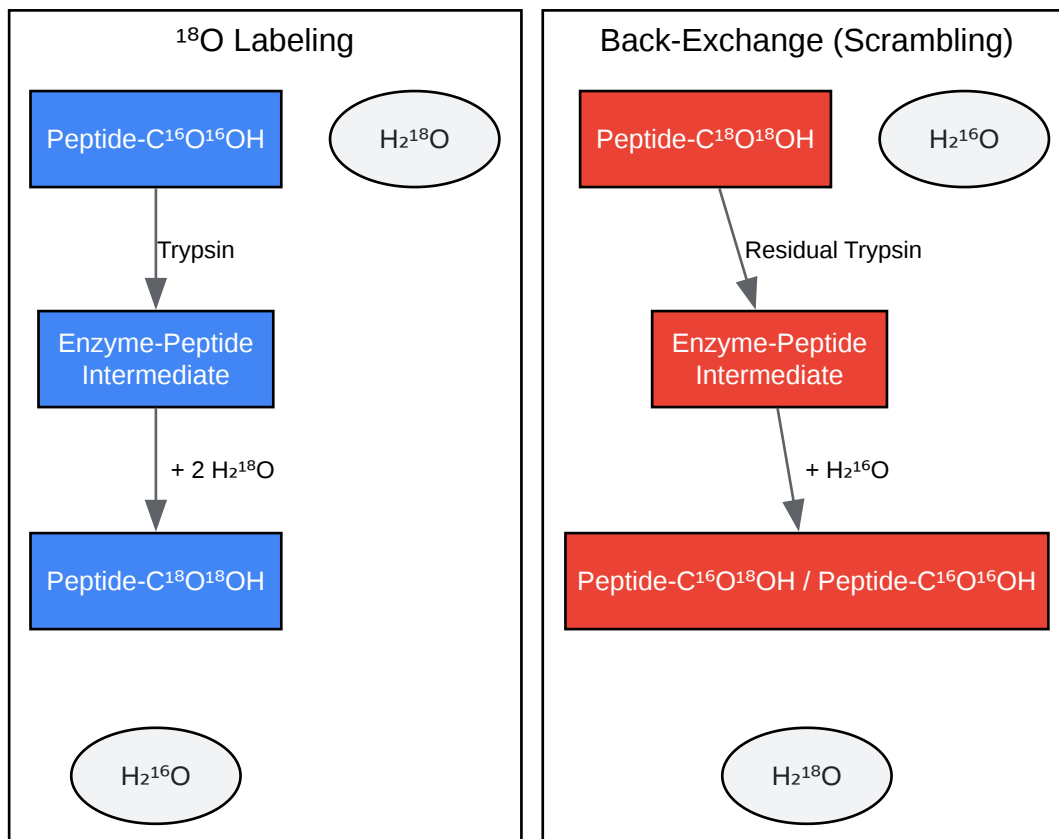 ¹⁸O Labeling
Peptide-C¹⁶O¹⁶OH
H₂¹⁸O
Trypsin
Enzyme-Peptide
Intermediate
+ 2 H₂¹⁸O
Peptide-C¹⁸O¹⁸OH
H₂¹⁶O
Back-Exchange (Scrambling)
Peptide-C¹⁸O¹⁸OH
H₂¹⁶O
Residual Trypsin
Enzyme-Peptide
Intermediate
+ H₂¹⁶O
Peptide-C¹⁶O¹⁸OH / Peptide-C¹⁶O¹⁶OH
H₂¹⁸O